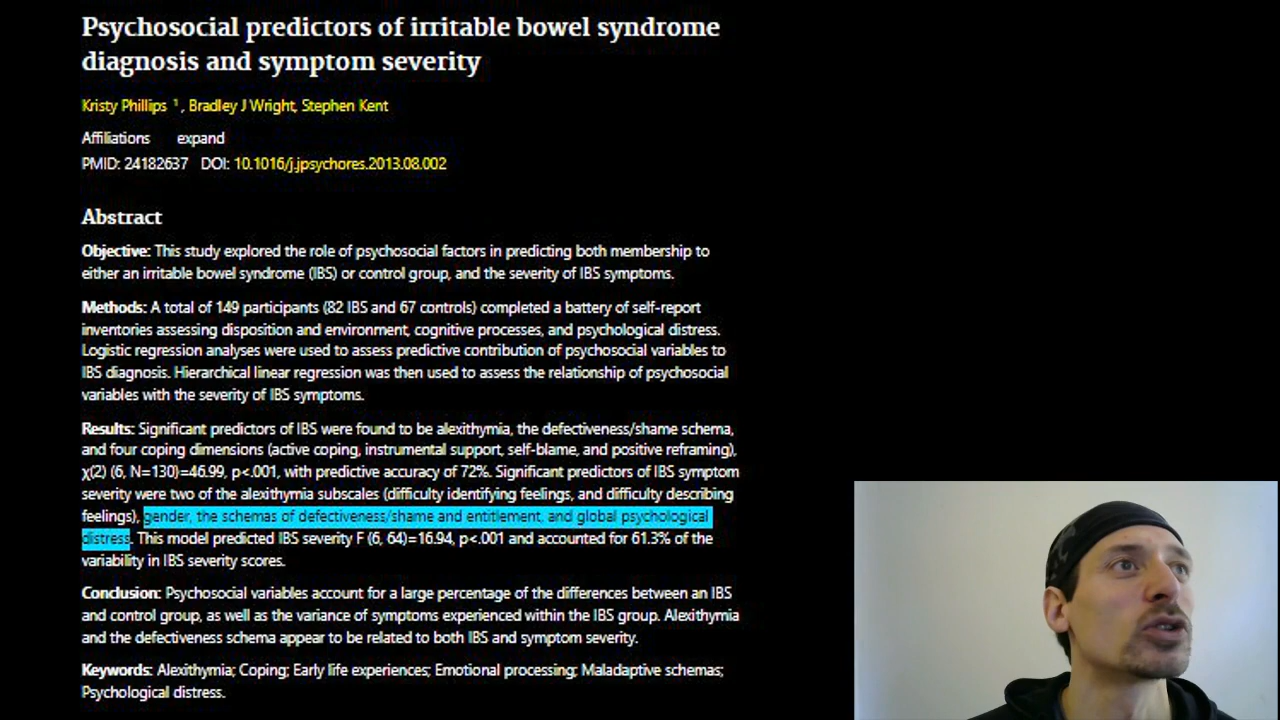 Psychosocial predictors of irritable bowel syndrome
diagnosis and symptom severity
Kristy Phillips 1 , Bradley J Wright, Stephen Kent
Affiliations expand
PMID: 24182637 DOI: 10.1016/j.jpsychores.2013.08.002
Abstract
Objective: This study explored the role of psychosocial factors in predicting both membership to
either an irritable bowel syndrome (IBS) or control group, and the severity of IBS symptoms.
Methods: A total of 149 participants (82 IBS and 67 controls) completed a battery of self-report
inventories assessing disposition and environment, cognitive processes, and psychological distress.
Logistic regression analyses were used to assess predictive contribution of psychosocial variables to
IBS diagnosis. Hierarchical linear regression was then used to assess the relationship of psychosocial
variables with the severity of IBS symptoms.
Results: Significant predictors of IBS were found to be alexithymia, the defectiveness/shame schema,
and four coping dimensions (active coping, instrumental support, self-blame, and positive reframing),
χ(2) (6, N=130)=46.99, p<.001, with predictive accuracy of 72%. Significant predictors of IBS symptom
severity were two of the alexithymia subscales (difficulty identifying feelings, and difficulty describing
feelings), gender, the schemas of defectiveness/shame and entitlement, and global psychological
distress. This model predicted IBS severity F (6, 64)=16.94, p<.001 and accounted for 61.3% of the
variability in IBS severity scores.
Conclusion: Psychosocial variables account for a large percentage of the differences between an IBS
and control group, as well as the variance of symptoms experienced within the IBS group. Alexithymia
and the defectiveness schema appear to be related to both IBS and symptom severity.
Keywords: Alexithymia; Coping; Early life experiences; Emotional processing; Maladaptive schemas;
Psychological distress.